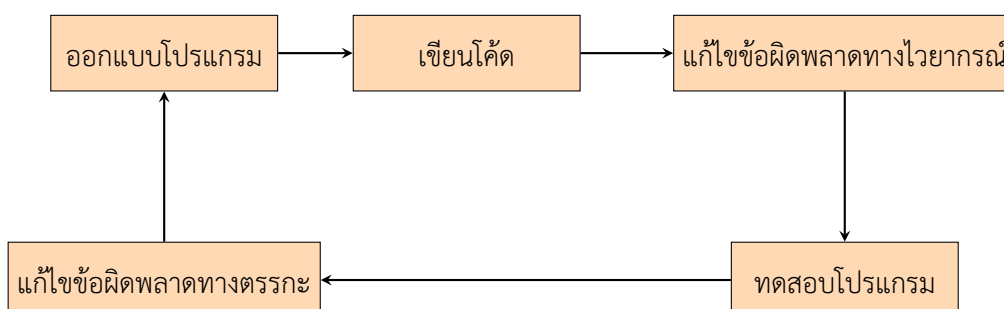 ออกแบบโปรแกรม
เขียนโค้ด
แก้ไขข้อผิดพลาดทางไวยากรณ์
ทดสอบโปรแกรม
แก้ไขข้อผิดพลาดทางตรรกะ